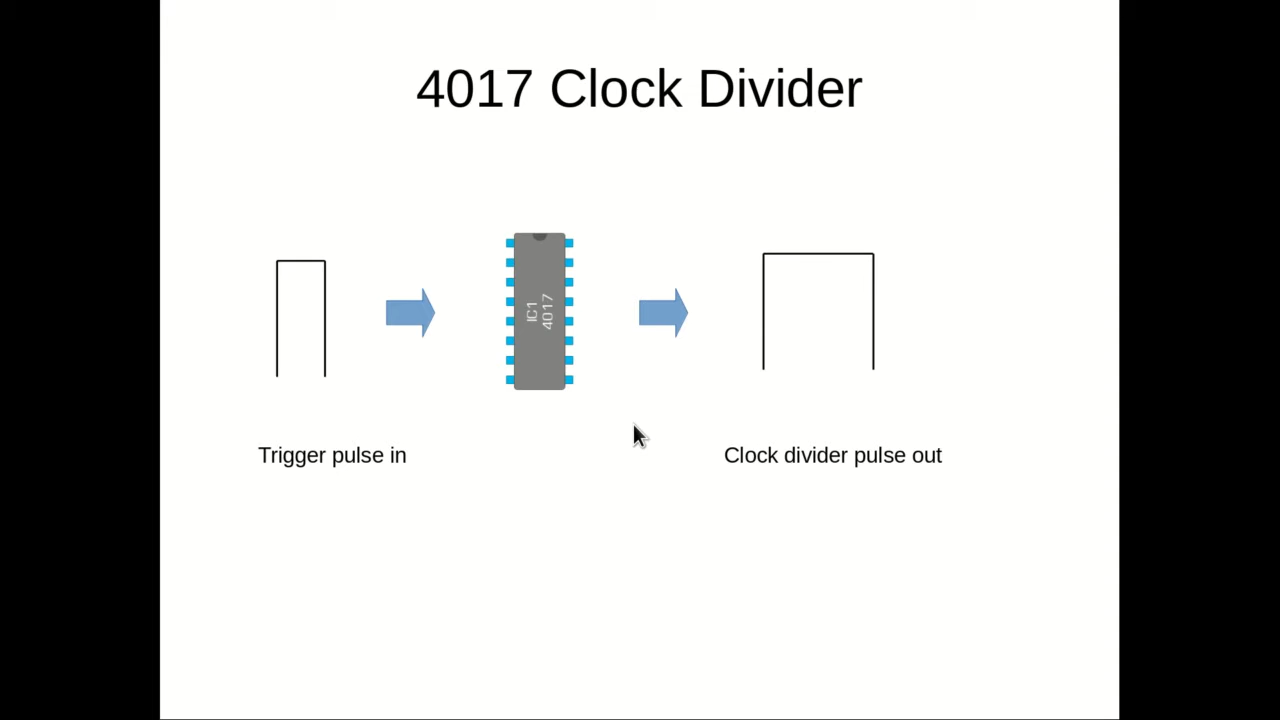 4017 Clock Divider
IC1
4017
Trigger pulse in
Clock divider pulse out